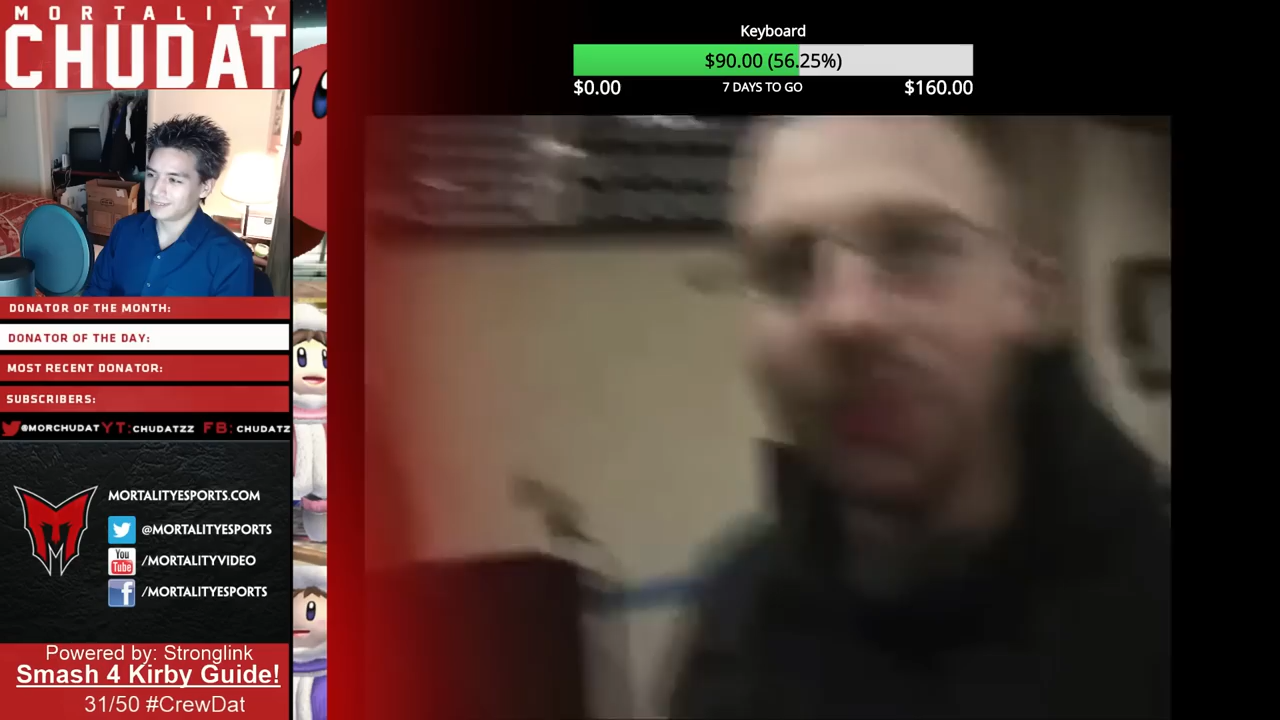 MORTALITY
CHUDAT
DONATOR OF THE MONTH:
DONATOR OF THE DAY:
MOST RECENT DONATOR:
SUBSCRIBERS:
@MORCHUDAT YT: CHUDATZZ FB: CHUDATZ
MORTALITYESPORTS.COM
@MORTALITYESPORTS
You Tube /MORTALITYVIDEO
f /MORTALITYESPORTS
Powered by: Stronglink
Smash 4 Kirby Guide!
31/50 #CrewDat
Keyboard
$90.00 (56.25%)
$0.00 7 DAYS TO GO $160.00